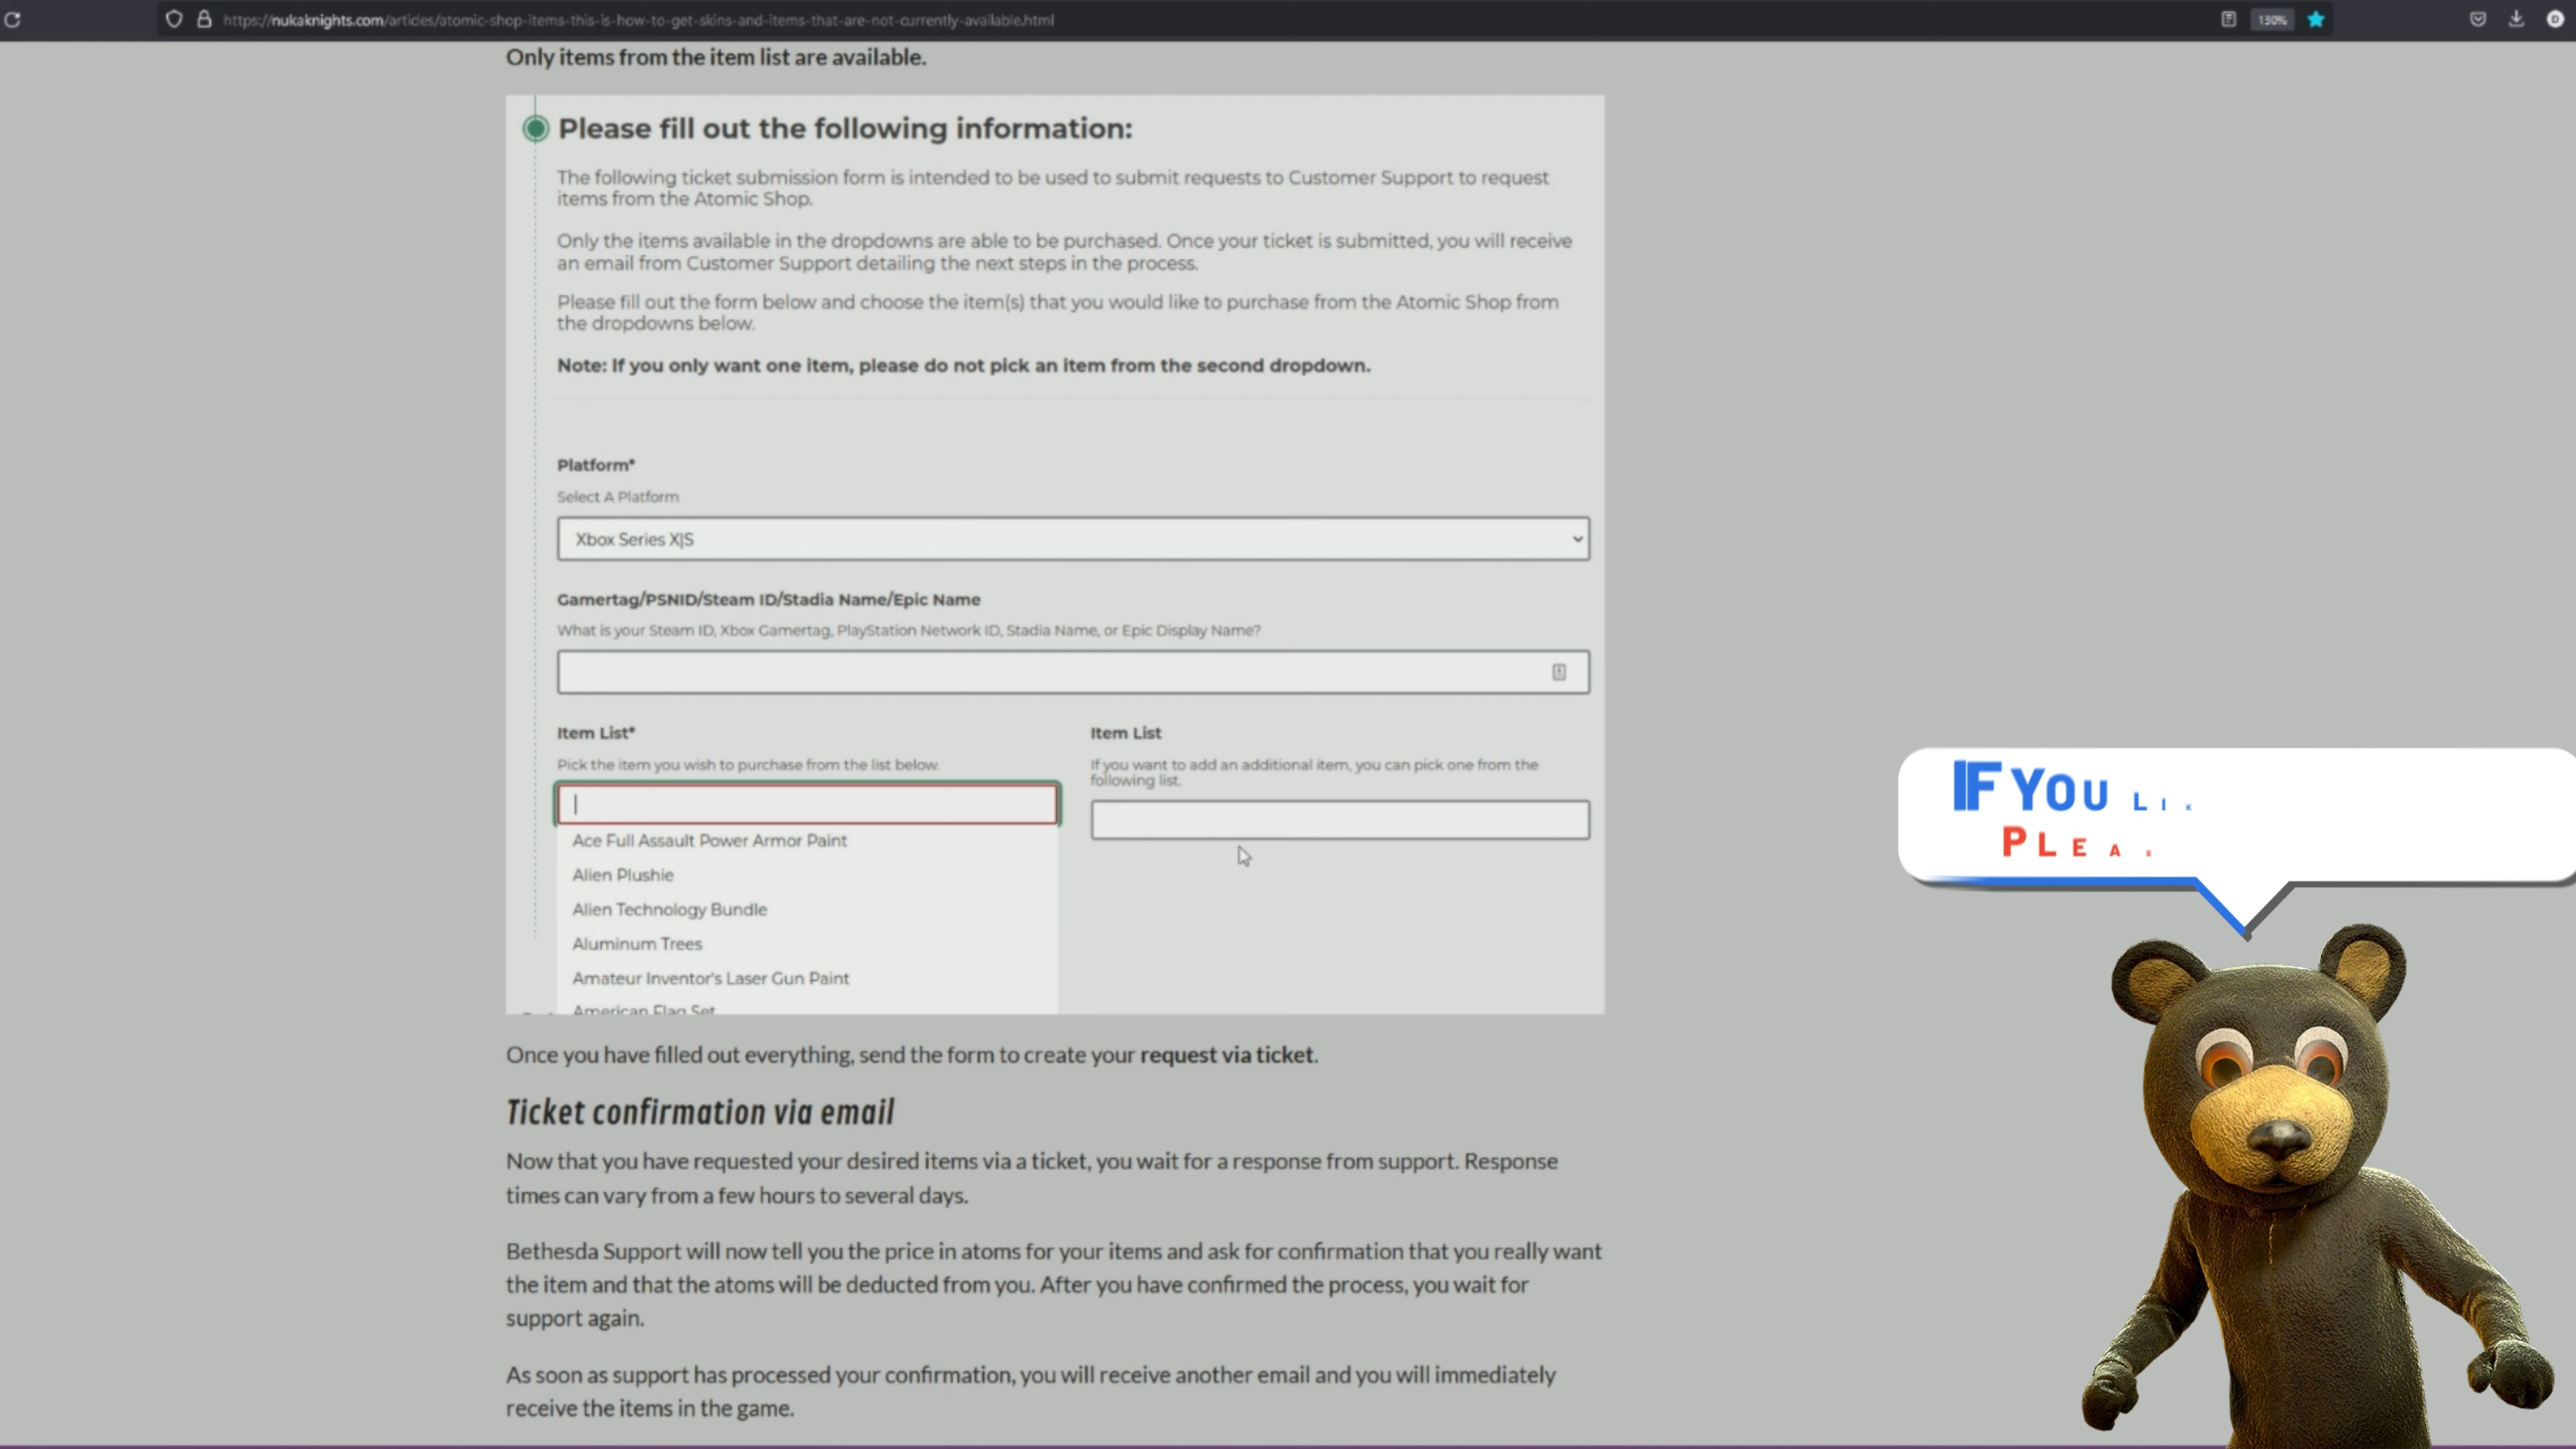 https://nukaknights.com/articles/atomic-shop-items-this-is-how-to-get-skins-and-items-that-are-not-currently-available.html
130%
D
Only items from the item list are available.
Please fill out the following information:
The following ticket submission form is intended to be used to submit requests to Customer Support to request
items from the Atomic Shop.
Only the items available in the dropdowns are able to be purchased. Once your ticket is submitted, you will receive
an email from Customer Support detailing the next steps in the process.
Please fill out the form below and choose the item(s) that you would like to purchase from the Atomic Shop from
the dropdowns below.
Note: If you only want one item, please do not pick an item from the second dropdown.
Platform*
Select A Platform
Xbox Series X|S
Gamertag/PSNID/Steam ID/Stadia Name/Epic Name
What is your Steam ID, Xbox Gamertag, PlayStation Network ID, Stadia Name, or Epic Display Name?
Item List*
Pick the item you wish to purchase from the list below.
Item List
If you want to add an additional item, you can pick one from the
following list.
Ace Full Assault Power Armor Paint
Alien Plushie
Alien Technology Bundle
Aluminum Trees
Amateur Inventor's Laser Gun Paint
American Flag Set
IF YOU LIK
PLEAS
Once you have filled out everything, send the form to create your request via ticket.
Ticket confirmation via email
Now that you have requested your desired items via a ticket, you wait for a response from support. Response
times can vary from a few hours to several days.
Bethesda Support will now tell you the price in atoms for your items and ask for confirmation that you really want
the item and that the atoms will be deducted from you. After you have confirmed the process, you wait for
support again.
As soon as support has processed your confirmation, you will receive another email and you will immediately
receive the items in the game.